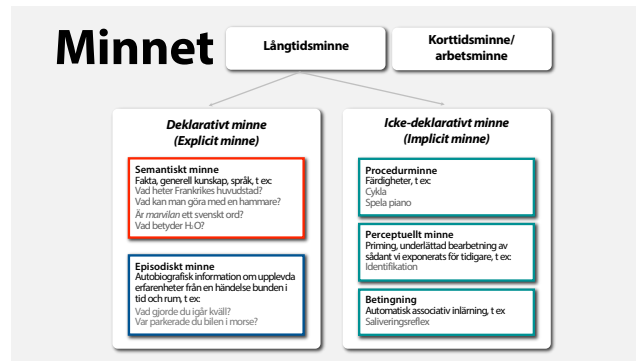 Minnet
Långtidsminne
Korttidsminne/
arbetsminne
Deklarativt minne
(Explicit minne)
Semantiskt minne
Fakta, generell kunskap, språk, t ex:
Vad heter Frankrikes huvudstad?
Vad kan man göra med en hammare?
Är marvilan ett svenskt ord?
Vad betyder H₂O?
Episodiskt minne
Autobiografisk information om upplevda
erfarenheter från en händelse bunden i
tid och rum, t ex:
Vad gjorde du igår kväll?
Var parkerade du bilen i morse?
Icke-deklarativt minne
(Implicit minne)
Procedurminne
Färdigheter, t ex:
Cykla
Spela piano
Perceptuellt minne
Priming, underlättad bearbetning av
sådant vi exponerats för tidigare, t ex:
Identifikation
Betingning
Automatisk associativ inlärning, t ex
Saliveringsreflex